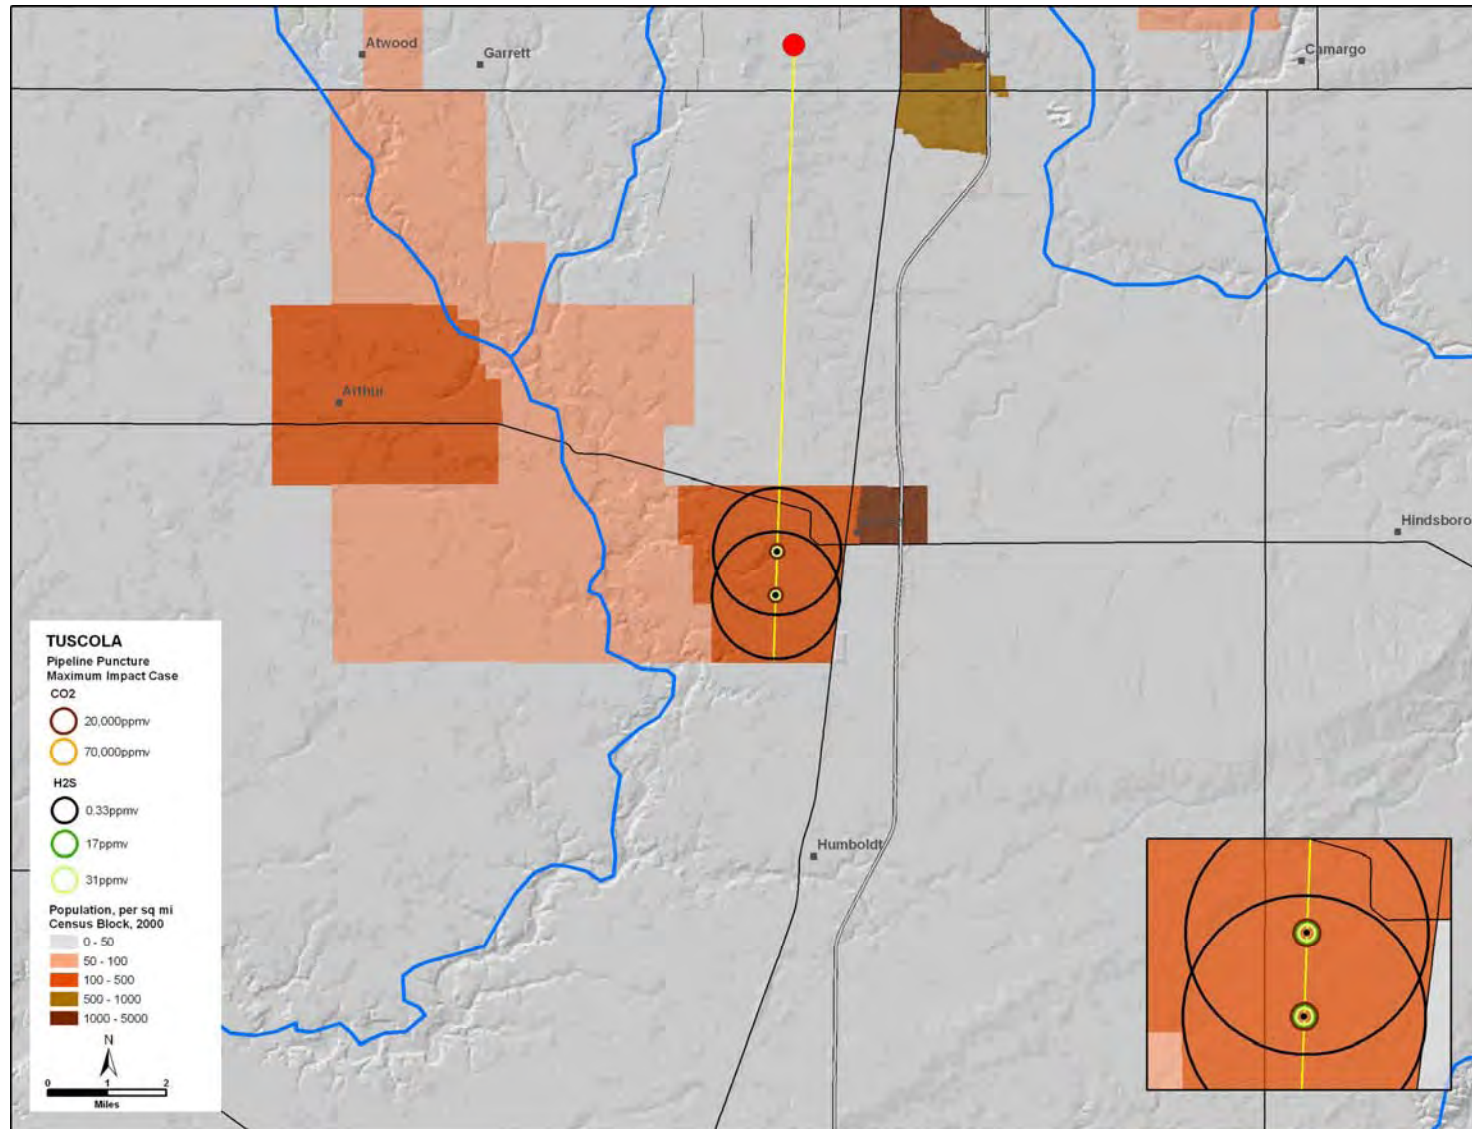 Atwood
Garrett
Camargo
Arthur
Hindsboro
Humboldt
TUSCOLA
Pipeline Puncture
Maximum Impact Case
CO2
20,000ppmv
70,000ppmv
H2S
0.33ppmv
17ppmv
31ppmv
Population, per sq mi
Census Block, 2000
0 - 50
50 - 100
100 - 500
500 - 1000
1000 - 5000
N
0 1 2
Miles